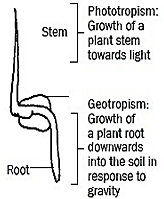 Phototropism:
Growth of a
plant stem
towards light
Stem
Geotropism:
Growth of
a plant root
downwards
into the soil in
response to
gravity
Root